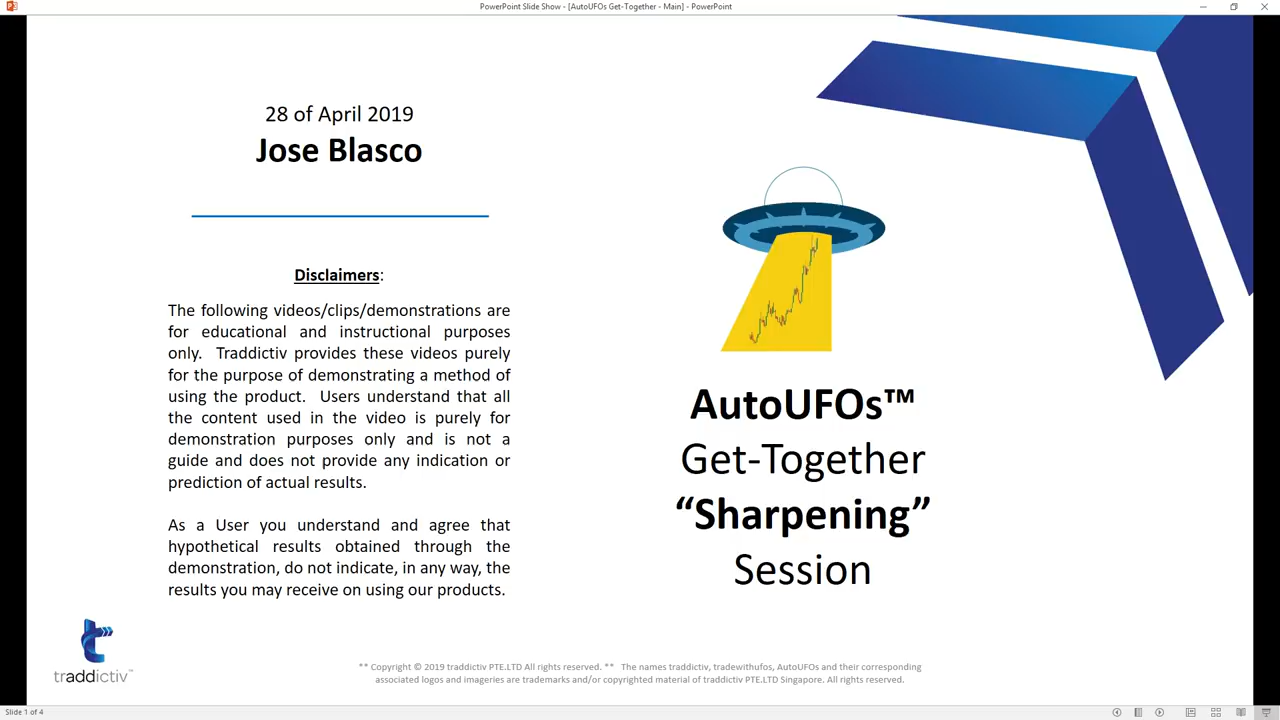 PowerPoint Slide Show - [AutoUFOs Get-Together - Main] - PowerPoint
28 of April 2019
Jose Blasco
Disclaimers:
The following videos/clips/demonstrations are
for educational and instructional purposes
only. Traddictiv provides these videos purely
for the purpose of demonstrating a method of
using the product. Users understand that all
the content used in the video is purely for
demonstration purposes only and is not a
guide and does not provide any indication or
prediction of actual results.
As a User you understand and agree that
hypothetical results obtained through the
demonstration, do not indicate, in any way, the
results you may receive on using our products.
AutoUFOs™
Get-Together
“Sharpening”
Session
traddictiv™
** Copyright © 2019 traddictiv PTE.LTD All rights reserved. ** The names traddictiv, tradewithufos, AutoUFOs and their corresponding
associated logos and imageries are trademarks and/or copyrighted material of traddictiv PTE.LTD Singapore. All rights reserved.
Slide 1 of 4